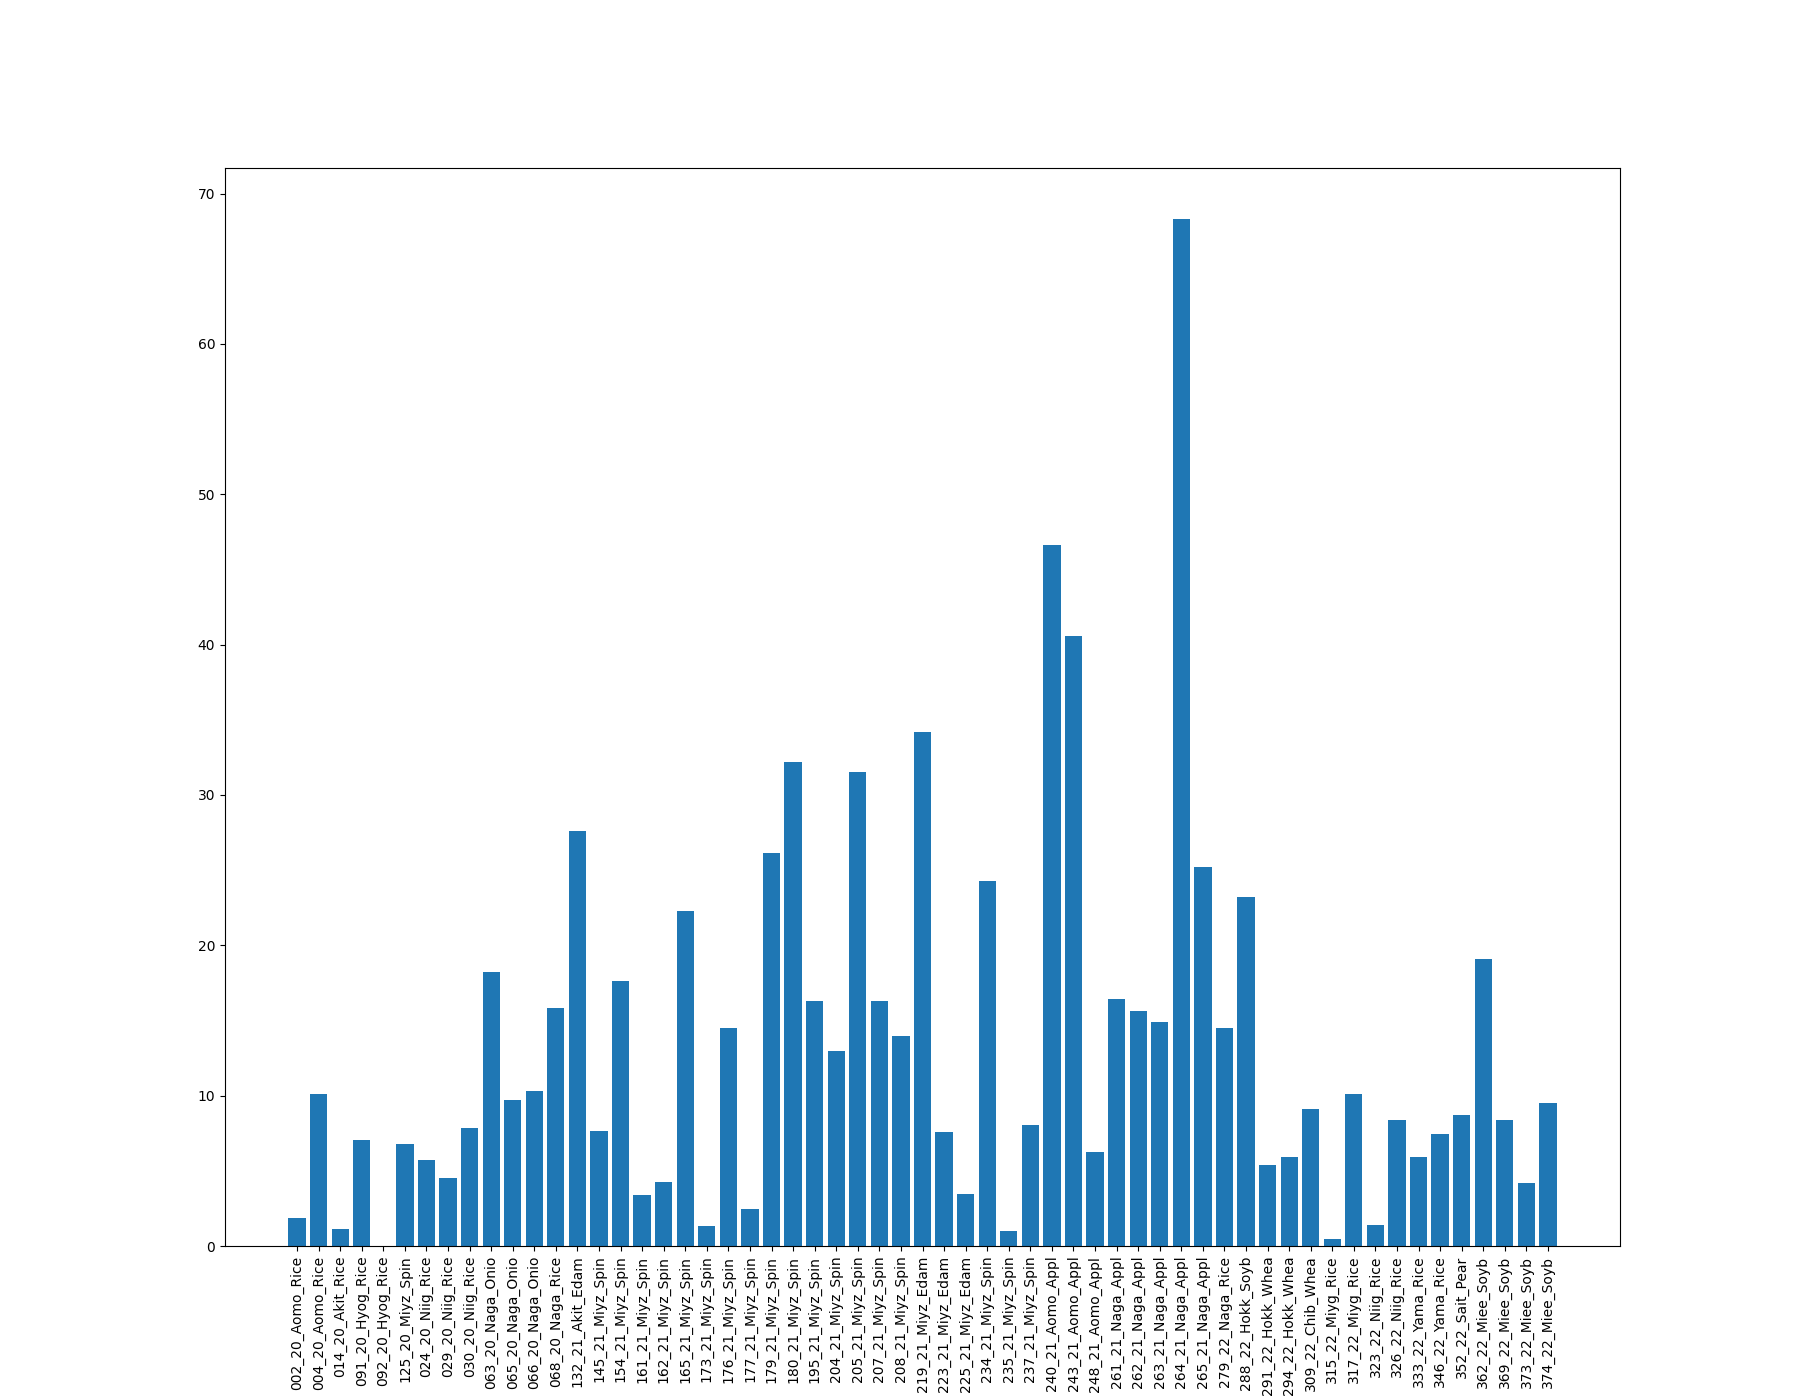 70
60
50
40
30
20
10
0
002_20_Aomo_Rice
004_20_Aomo_Rice
014_20_Akit_Rice
091_20_Hyog_Rice
092_20_Hyog_Rice
125_20_Miyz_Spin
024_20_Niig_Rice
029_20_Niig_Rice
030_20_Niig_Rice
063_20_Naga_Onio
065_20_Naga_Onio
066_20_Naga_Onio
068_20_Naga_Rice
132_21_Akit_Edam
145_21_Miyz_Spin
154_21_Miyz_Spin
161_21_Miyz_Spin
162_21_Miyz_Spin
165_21_Miyz_Spin
173_21_Miyz_Spin
176_21_Miyz_Spin
177_21_Miyz_Spin
179_21_Miyz_Spin
180_21_Miyz_Spin
195_21_Miyz_Spin
204_21_Miyz_Spin
205_21_Miyz_Spin
207_21_Miyz_Spin
208_21_Miyz_Spin
219_21_Miyz_Edam
223_21_Miyz_Edam
225_21_Miyz_Edam
234_21_Miyz_Spin
235_21_Miyz_Spin
237_21_Miyz_Spin
240_21_Aomo_Appl
243_21_Aomo_Appl
248_21_Aomo_Appl
261_21_Naga_Appl
262_21_Naga_Appl
263_21_Naga_Appl
264_21_Naga_Appl
265_21_Naga_Appl
279_22_Naga_Rice
288_22_Hokk_Soyb
291_22_Hokk_Whea
294_22_Hokk_Whea
309_22_Chib_Whea
315_22_Miyg_Rice
317_22_Miyg_Rice
323_22_Niig_Rice
326_22_Niig_Rice
333_22_Yama_Rice
346_22_Yama_Rice
352_22_Sait_Pear
362_22_Miee_Soyb
369_22_Miee_Soyb
373_22_Miee_Soyb
374_22_Miee_Soyb